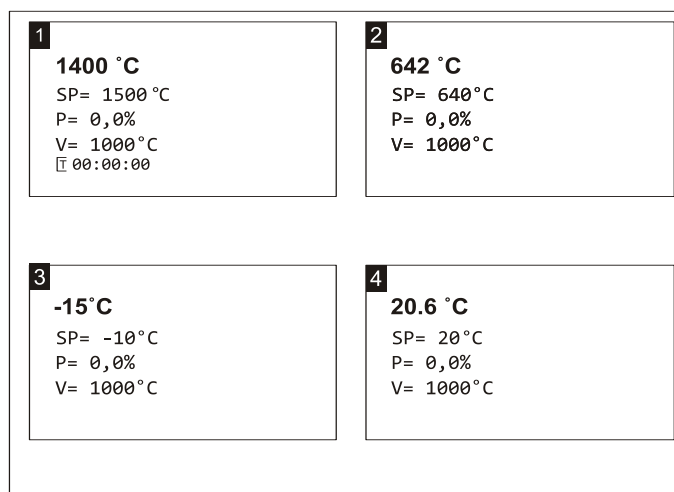 1
1400 °C
SP= 1500 °C
P= 0,0%
V= 1000°C
T 00:00:00
2
642 °C
SP= 640°C
P= 0,0%
V= 1000°C
3
-15°C
SP= -10°C
P= 0,0%
V= 1000°C
4
20.6 °C
SP= 20°C
P= 0,0%
V= 1000°C